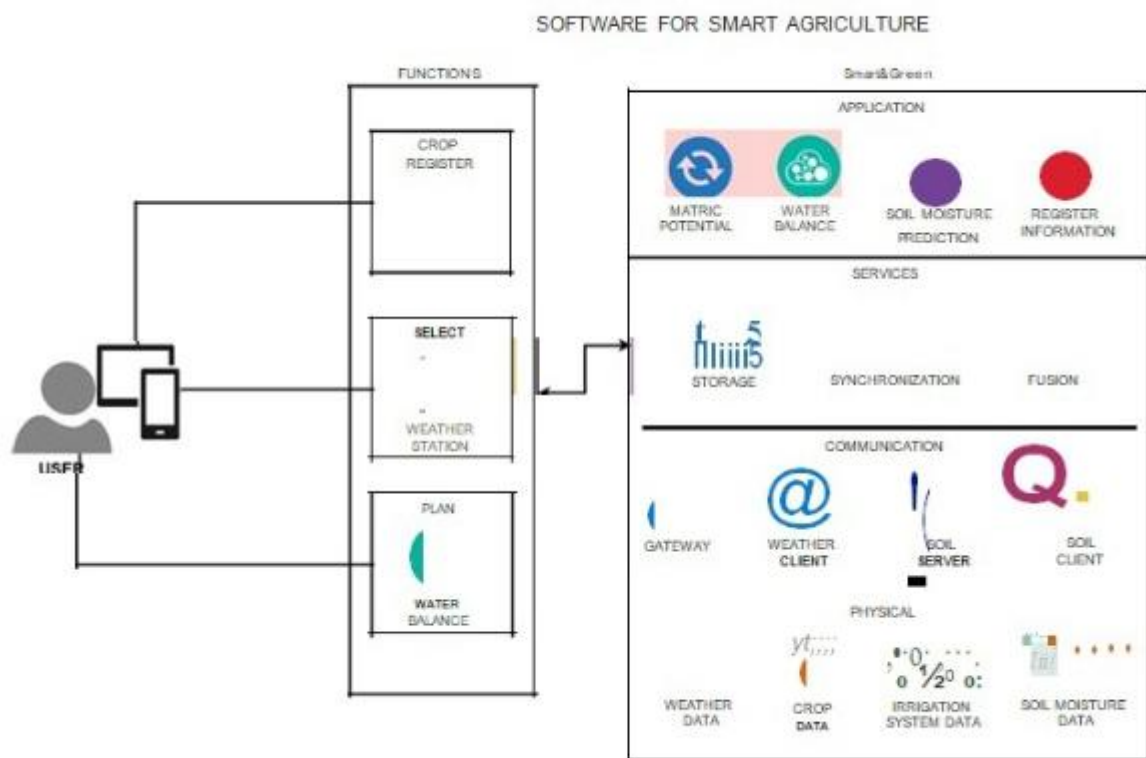 SOFTWARE FOR SMART AGRICULTURE
FUNCTIONS
CROP
REGISTER
SELECT
WEATHER
STATION
PLAN
WATER
BALANCE
USER
Smart&Green
APPLICATION
MATRIC
POTENTIAL
WATER
BALANCE
SOIL MOISTURE
PREDICTION
REGISTER
INFORMATION
SERVICES
STORAGE
SYNCHRONIZATION
FUSION
COMMUNICATION
@
Q.
GATEWAY
WEATHER
CLIENT
SOIL
SERVER
SOIL
CLIENT
PHYSICAL
WEATHER
DATA
CROP
DATA
IRRIGATION
SYSTEM DATA
SOIL MOISTURE
DATA